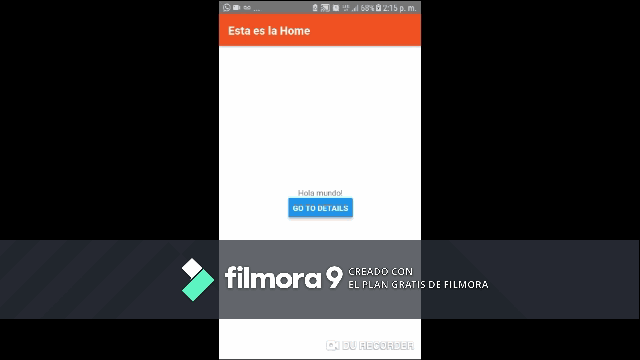 68% 2:15 p. m.
Esta es la Home
Hola mundo!
GO TO DETAILS
filmora 9
CREADO CON
EL PLAN GRATIS DE FILMORA
DU RECORDER